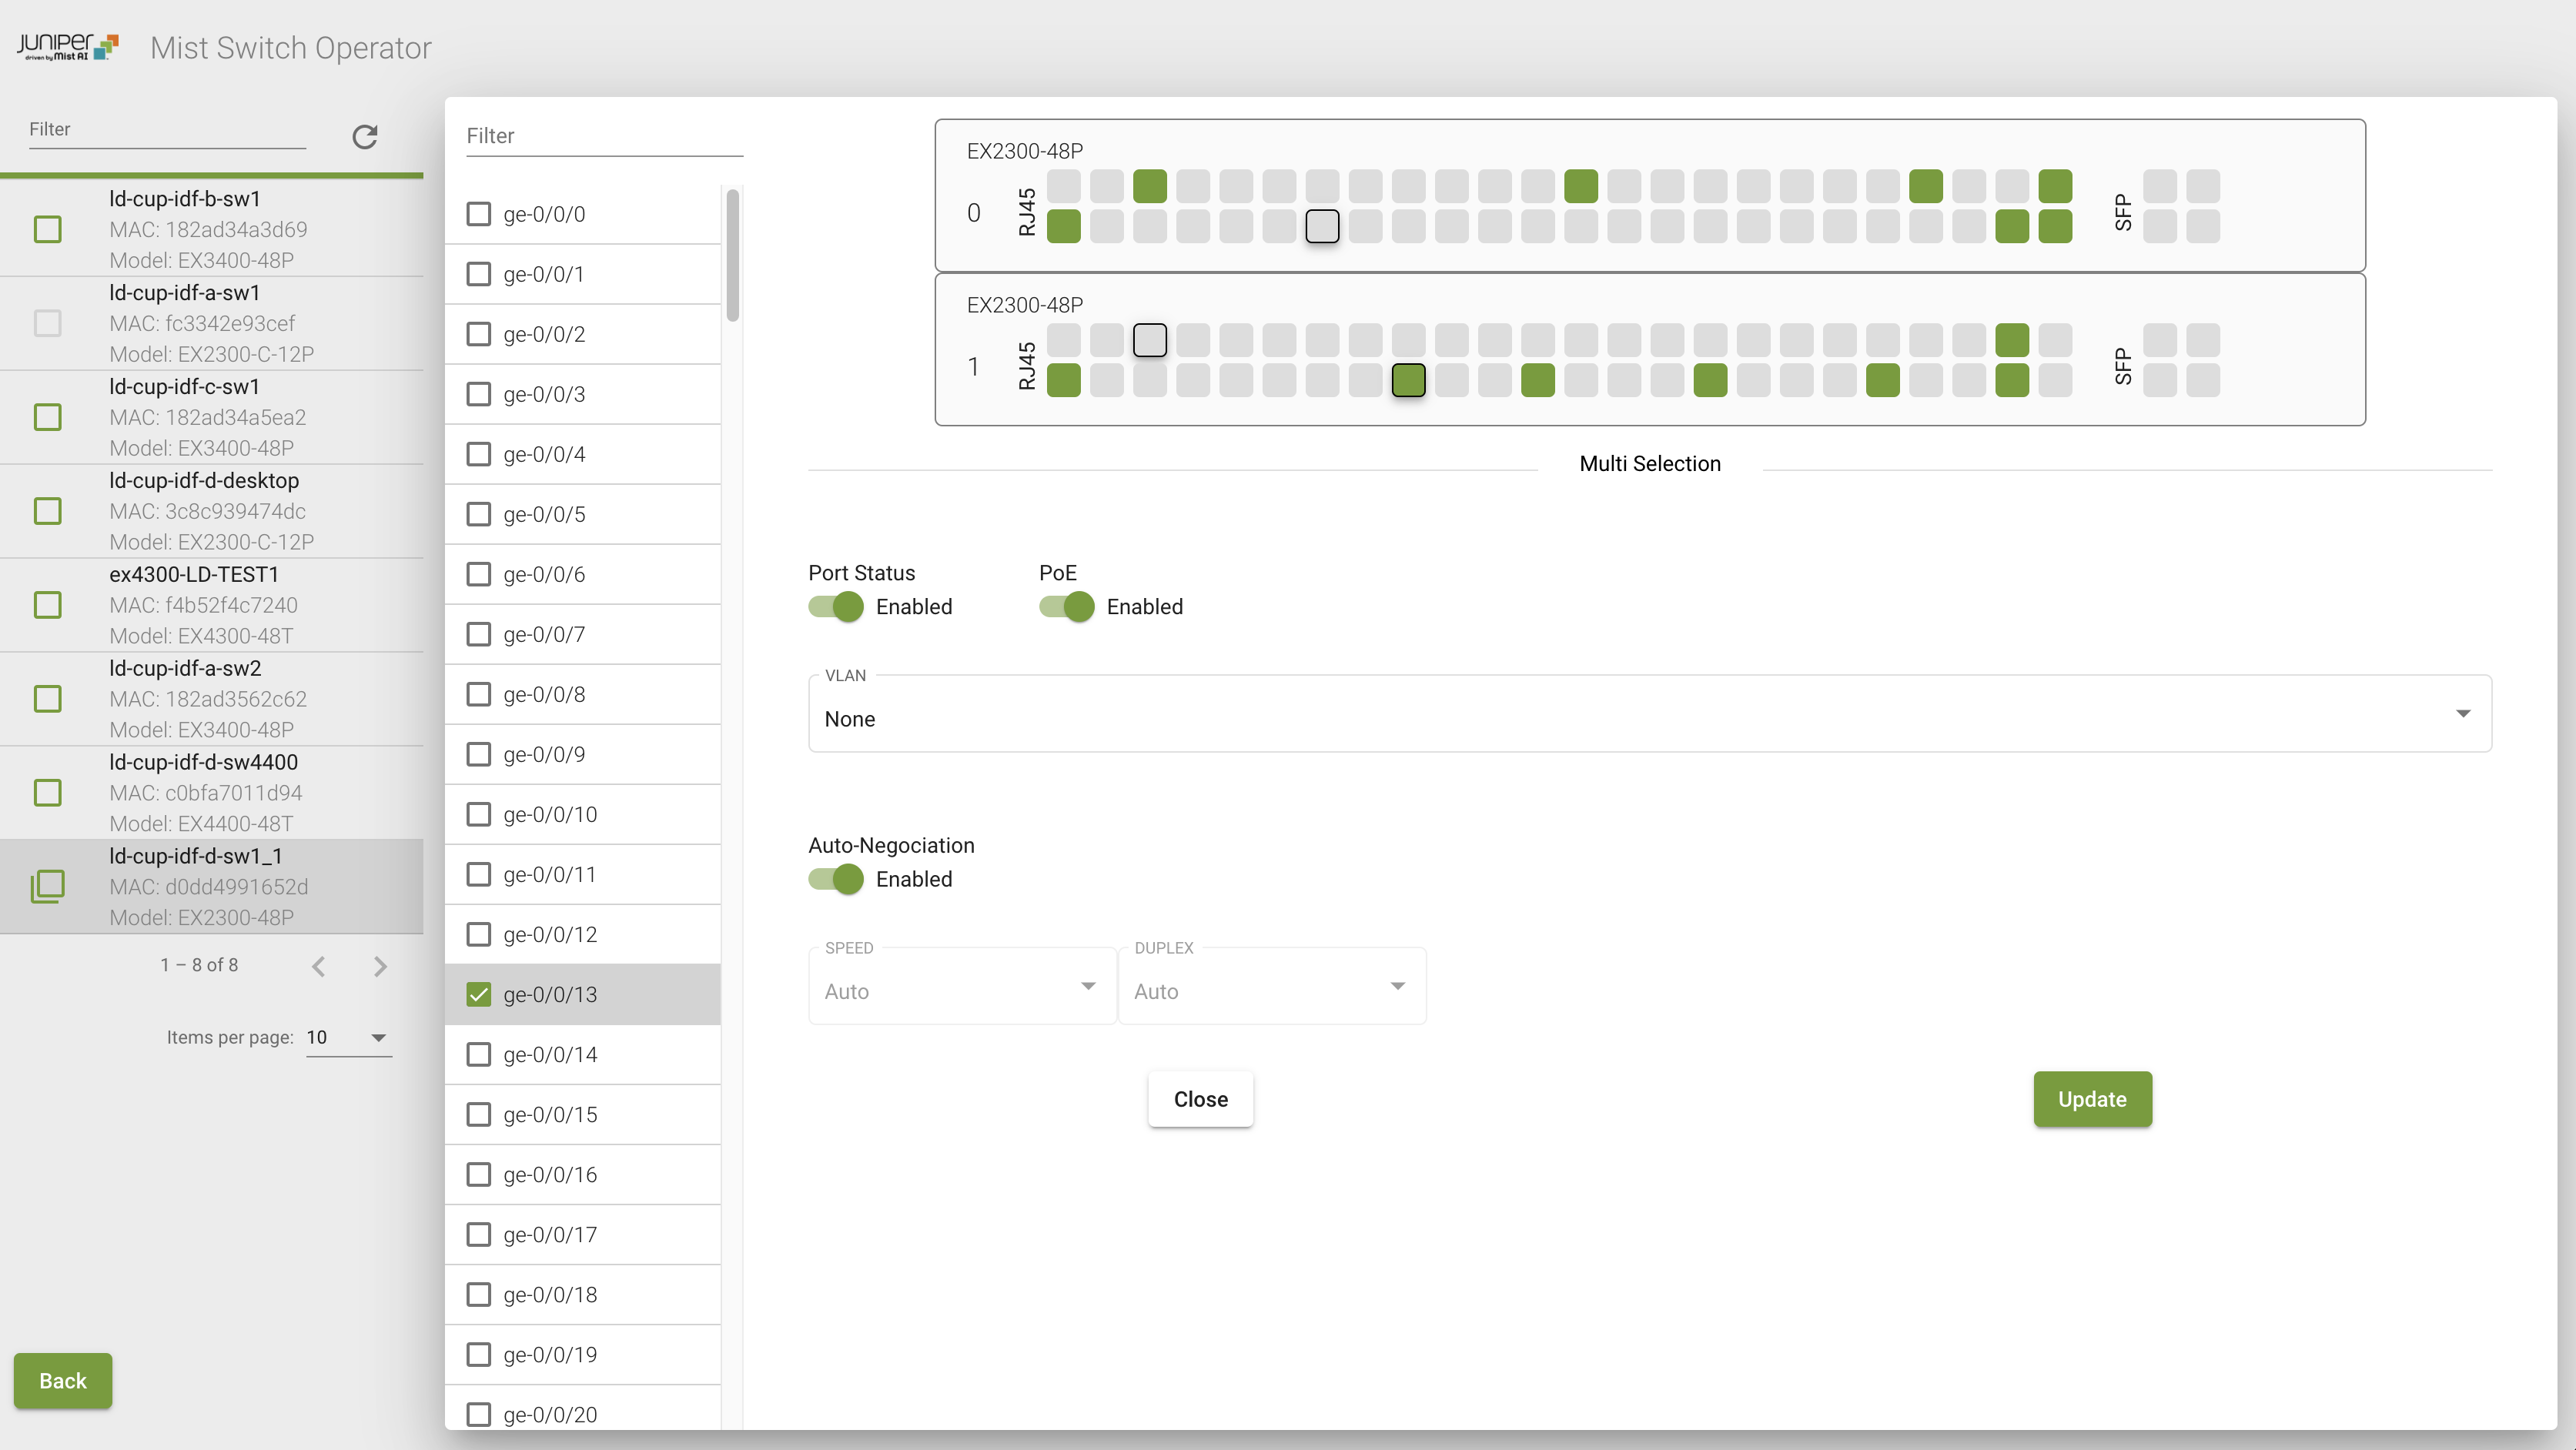 JUNIPER
driven by Mist AI
Mist Switch Operator
Filter
ld-cup-idf-b-sw1
MAC: 182ad34a3d69
Model: EX3400-48P
ld-cup-idf-a-sw1
MAC: fc3342e93cef
Model: EX2300-C-12P
ld-cup-idf-c-sw1
MAC: 182ad34a5ea2
Model: EX3400-48P
ld-cup-idf-d-desktop
MAC: 3c8c939474dc
Model: EX2300-C-12P
ex4300-LD-TEST1
MAC: f4b52f4c7240
Model: EX4300-48T
ld-cup-idf-a-sw2
MAC: 182ad3562c62
Model: EX3400-48P
ld-cup-idf-d-sw4400
MAC: c0bfa7011d94
Model: EX4400-48T
ld-cup-idf-d-sw1_1
MAC: d0dd4991652d
Model: EX2300-48P
1 – 8 of 8
Items per page: 10
Back
Filter
ge-0/0/0
ge-0/0/1
ge-0/0/2
ge-0/0/3
ge-0/0/4
ge-0/0/5
ge-0/0/6
ge-0/0/7
ge-0/0/8
ge-0/0/9
ge-0/0/10
ge-0/0/11
ge-0/0/12
ge-0/0/13
ge-0/0/14
ge-0/0/15
ge-0/0/16
ge-0/0/17
ge-0/0/18
ge-0/0/19
ge-0/0/20
EX2300-48P
0 RJ45 SFP
EX2300-48P
1 RJ45 SFP
Multi Selection
Port Status PoE
Enabled Enabled
VLAN
None
Auto-Negociation
Enabled
SPEED DUPLEX
Auto Auto
Close Update